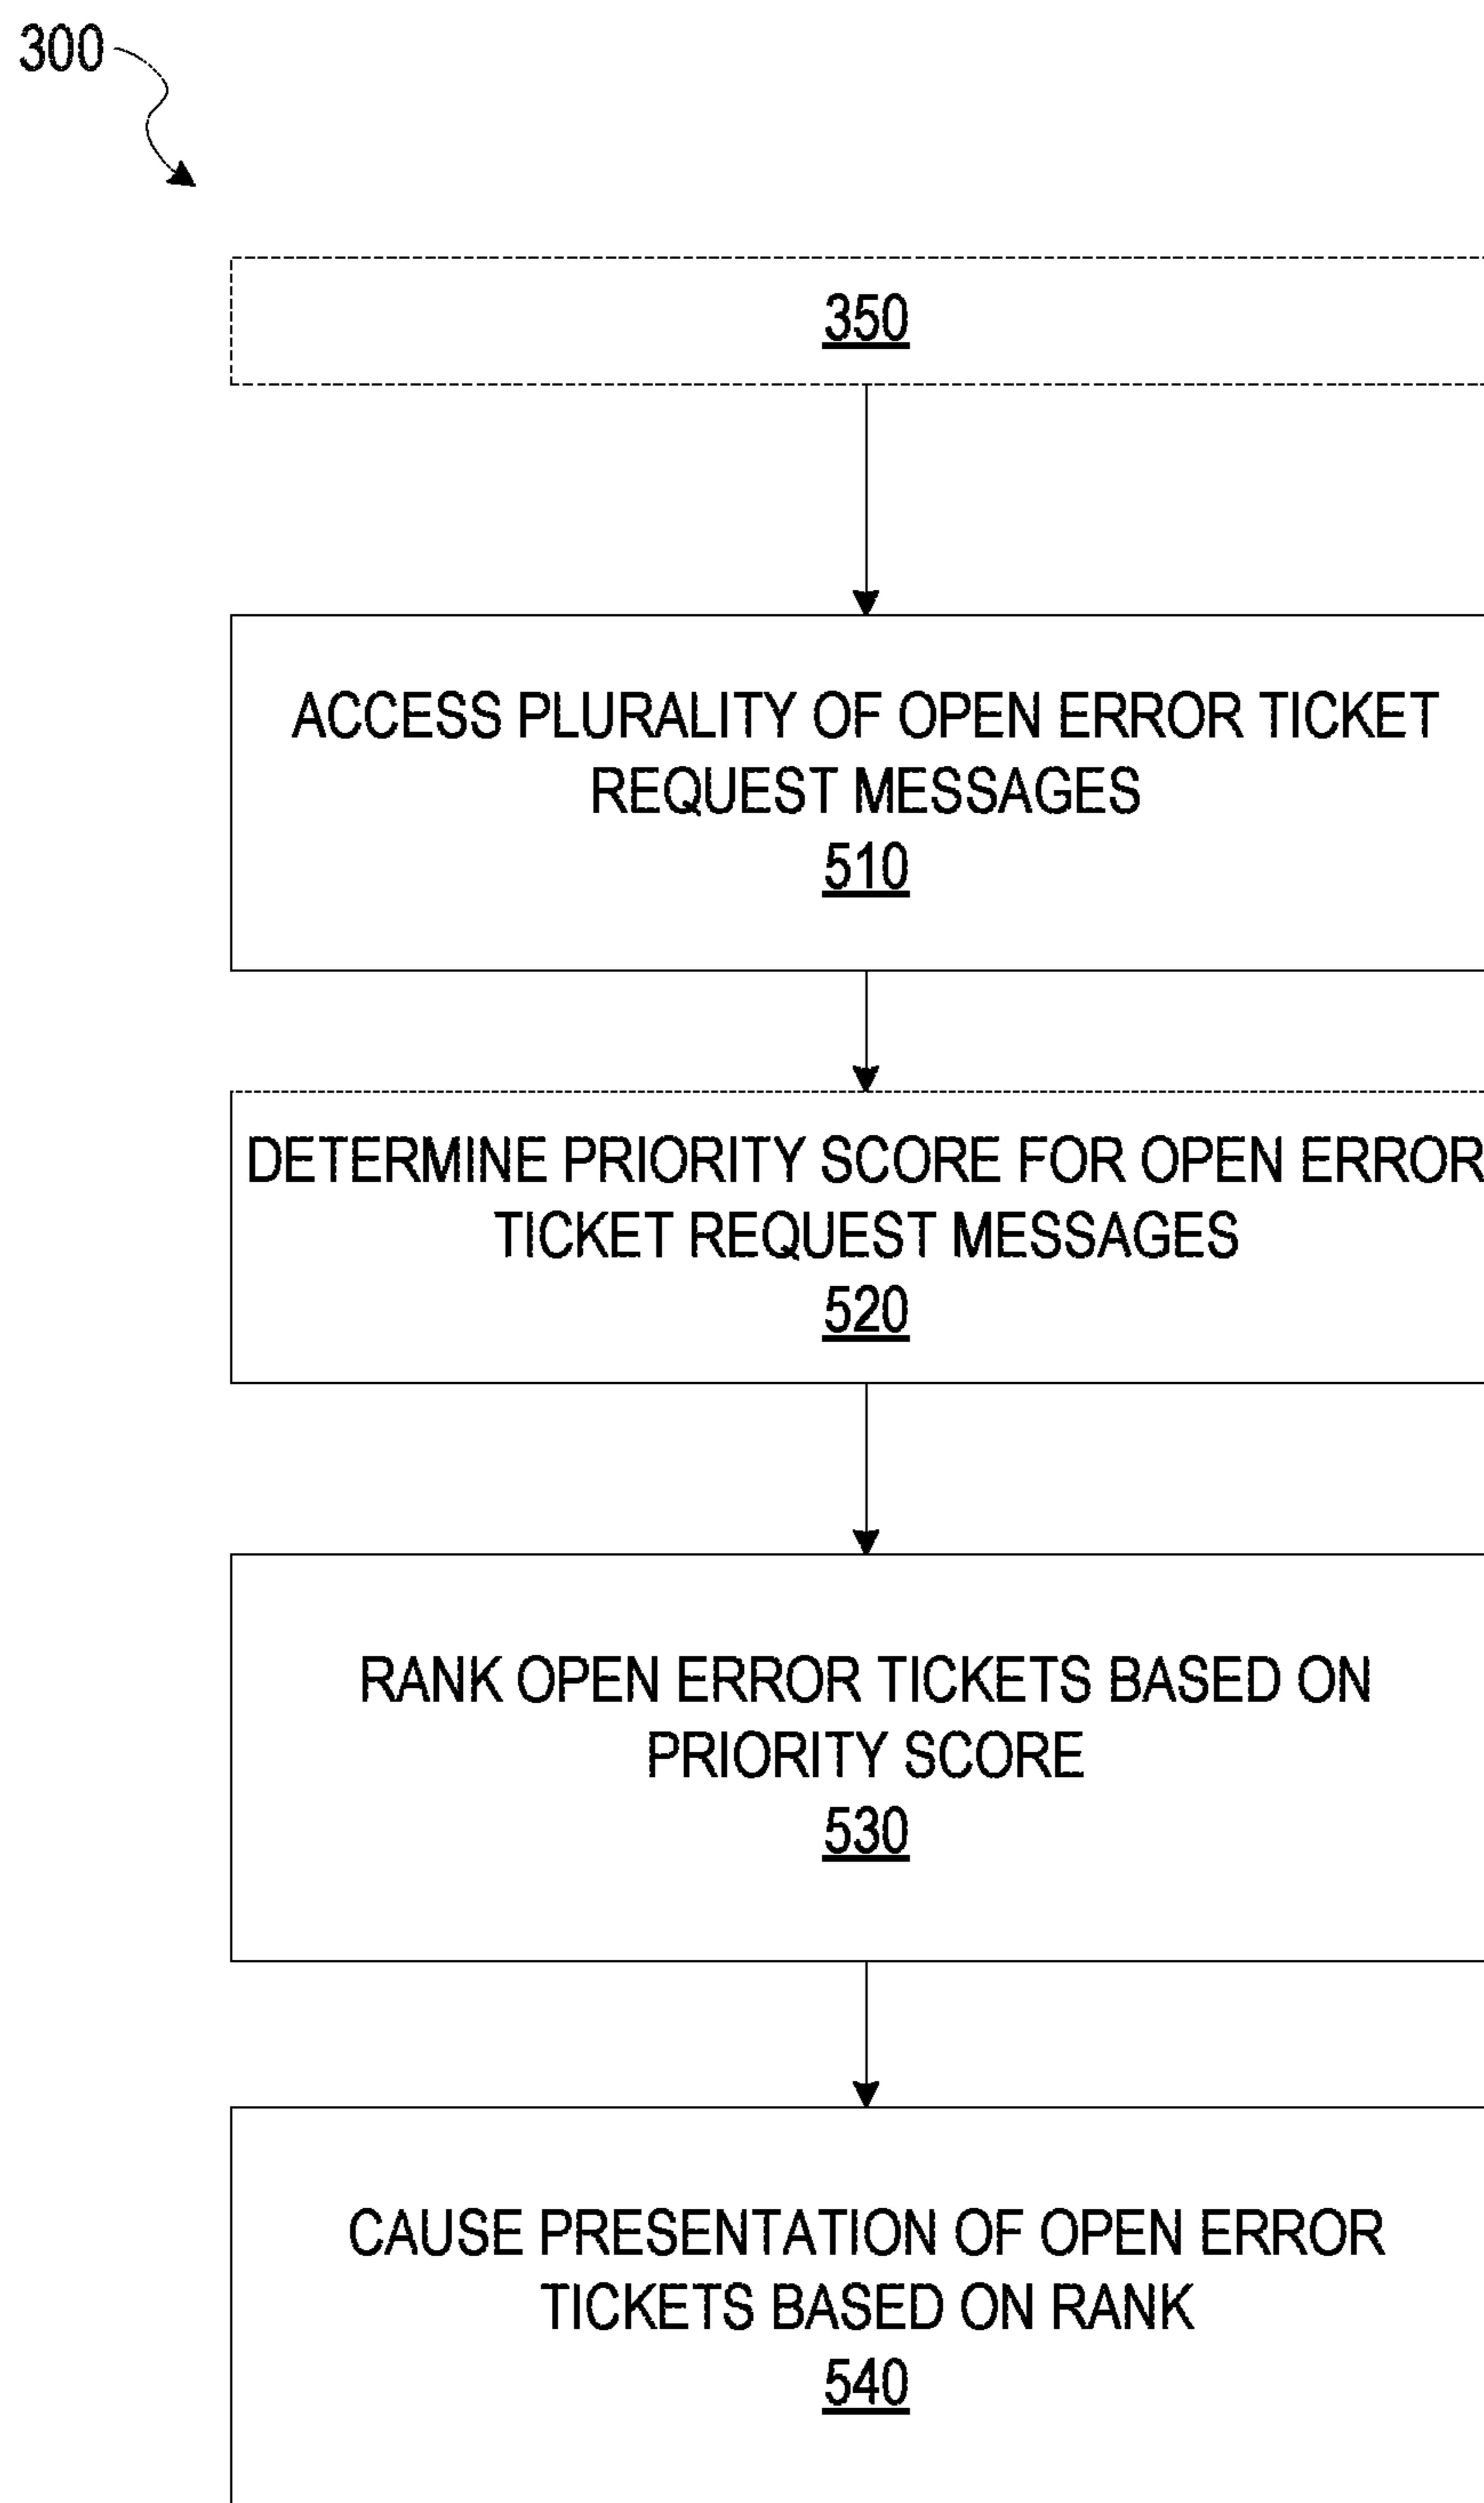 300
350
ACCESS PLURALITY OF OPEN ERROR TICKET
REQUEST MESSAGES
510
DETERMINE PRIORITY SCORE FOR OPEN ERROR
TICKET REQUEST MESSAGES
520
RANK OPEN ERROR TICKETS BASED ON
PRIORITY SCORE
530
CAUSE PRESENTATION OF OPEN ERROR
TICKETS BASED ON RANK
540